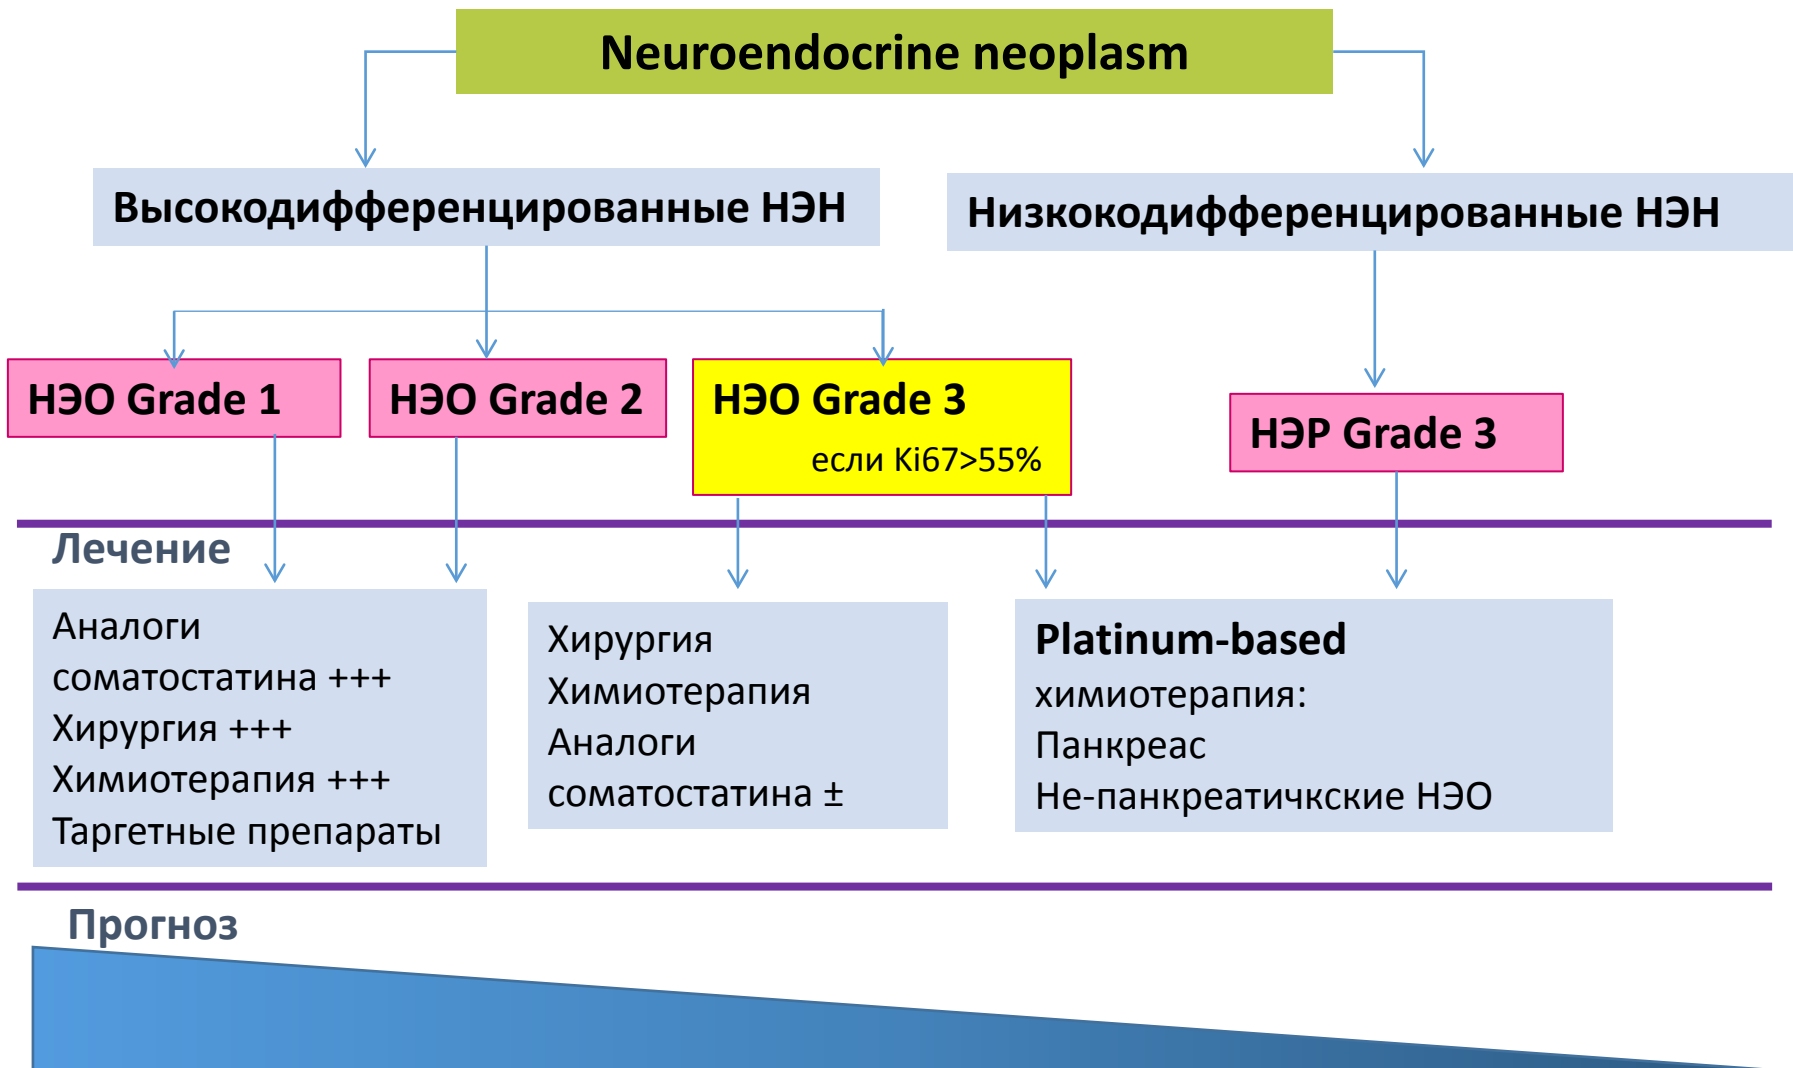 Neuroendocrine neoplasm
Высокодифференцированные НЭН
Низкокодифференцированные НЭН
НЭО Grade 1
НЭО Grade 2
НЭО Grade 3
если Ki67>55%
НЭР Grade 3
Лечение
Аналоги
соматостатина +++
Хирургия +++
Химиотерапия +++
Таргетные препараты
Хирургия
Химиотерапия
Аналоги
соматостатина ±
Platinum-based
химиотерапия:
Панкреас
Не-панкреатичкские НЭО
Прогноз